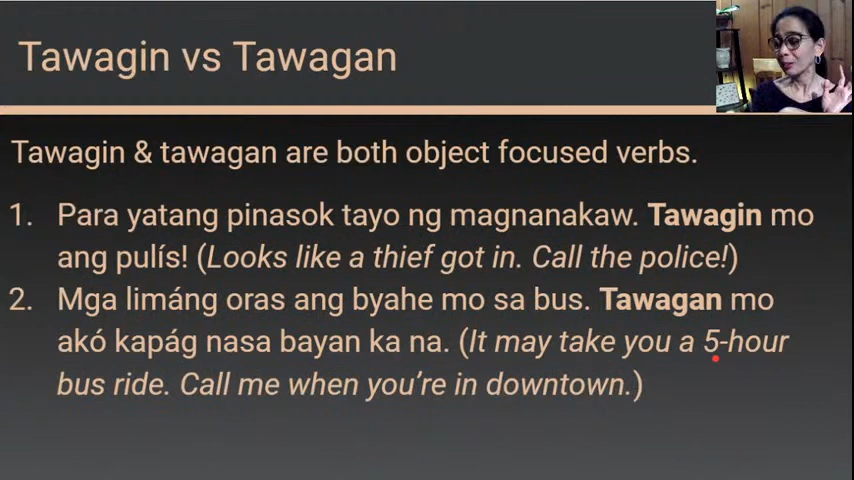 Tawagin vs Tawagan
Tawagin & tawagan are both object focused verbs.
1. Para yatang pinasok tayo ng magnanakaw. Tawagin mo
ang pulís! (Looks like a thief got in. Call the police!)
2. Mga limáng oras ang byahe mo sa bus. Tawagan mo
akó kapág nasa bayan ka na. (It may take you a 5-hour
bus ride. Call me when you’re in downtown.)